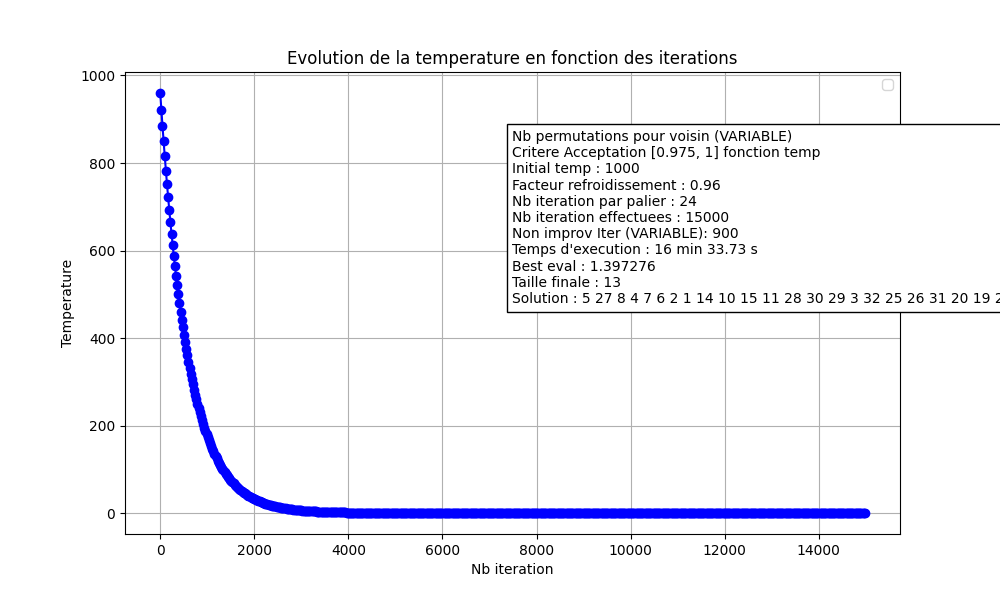 Evolution de la temperature en fonction des iterations
1000
800
600
400
200
0
Temperature
Nb permutations pour voisin (VARIABLE)
Critere Acceptation [0.975, 1] fonction temp
Initial temp : 1000
Facteur refroidissement : 0.96
Nb iteration par palier : 24
Nb iteration effectuees : 15000
Non improv Iter (VARIABLE): 900
Temps d'execution : 16 min 33.73 s
Best eval : 1.397276
Taille finale : 13
Solution : 5 27 8 4 7 6 2 1 14 10 15 11 28 30 29 3 32 25 26 31 20 19
0 2000 4000 6000 8000 10000 12000 14000
Nb iteration